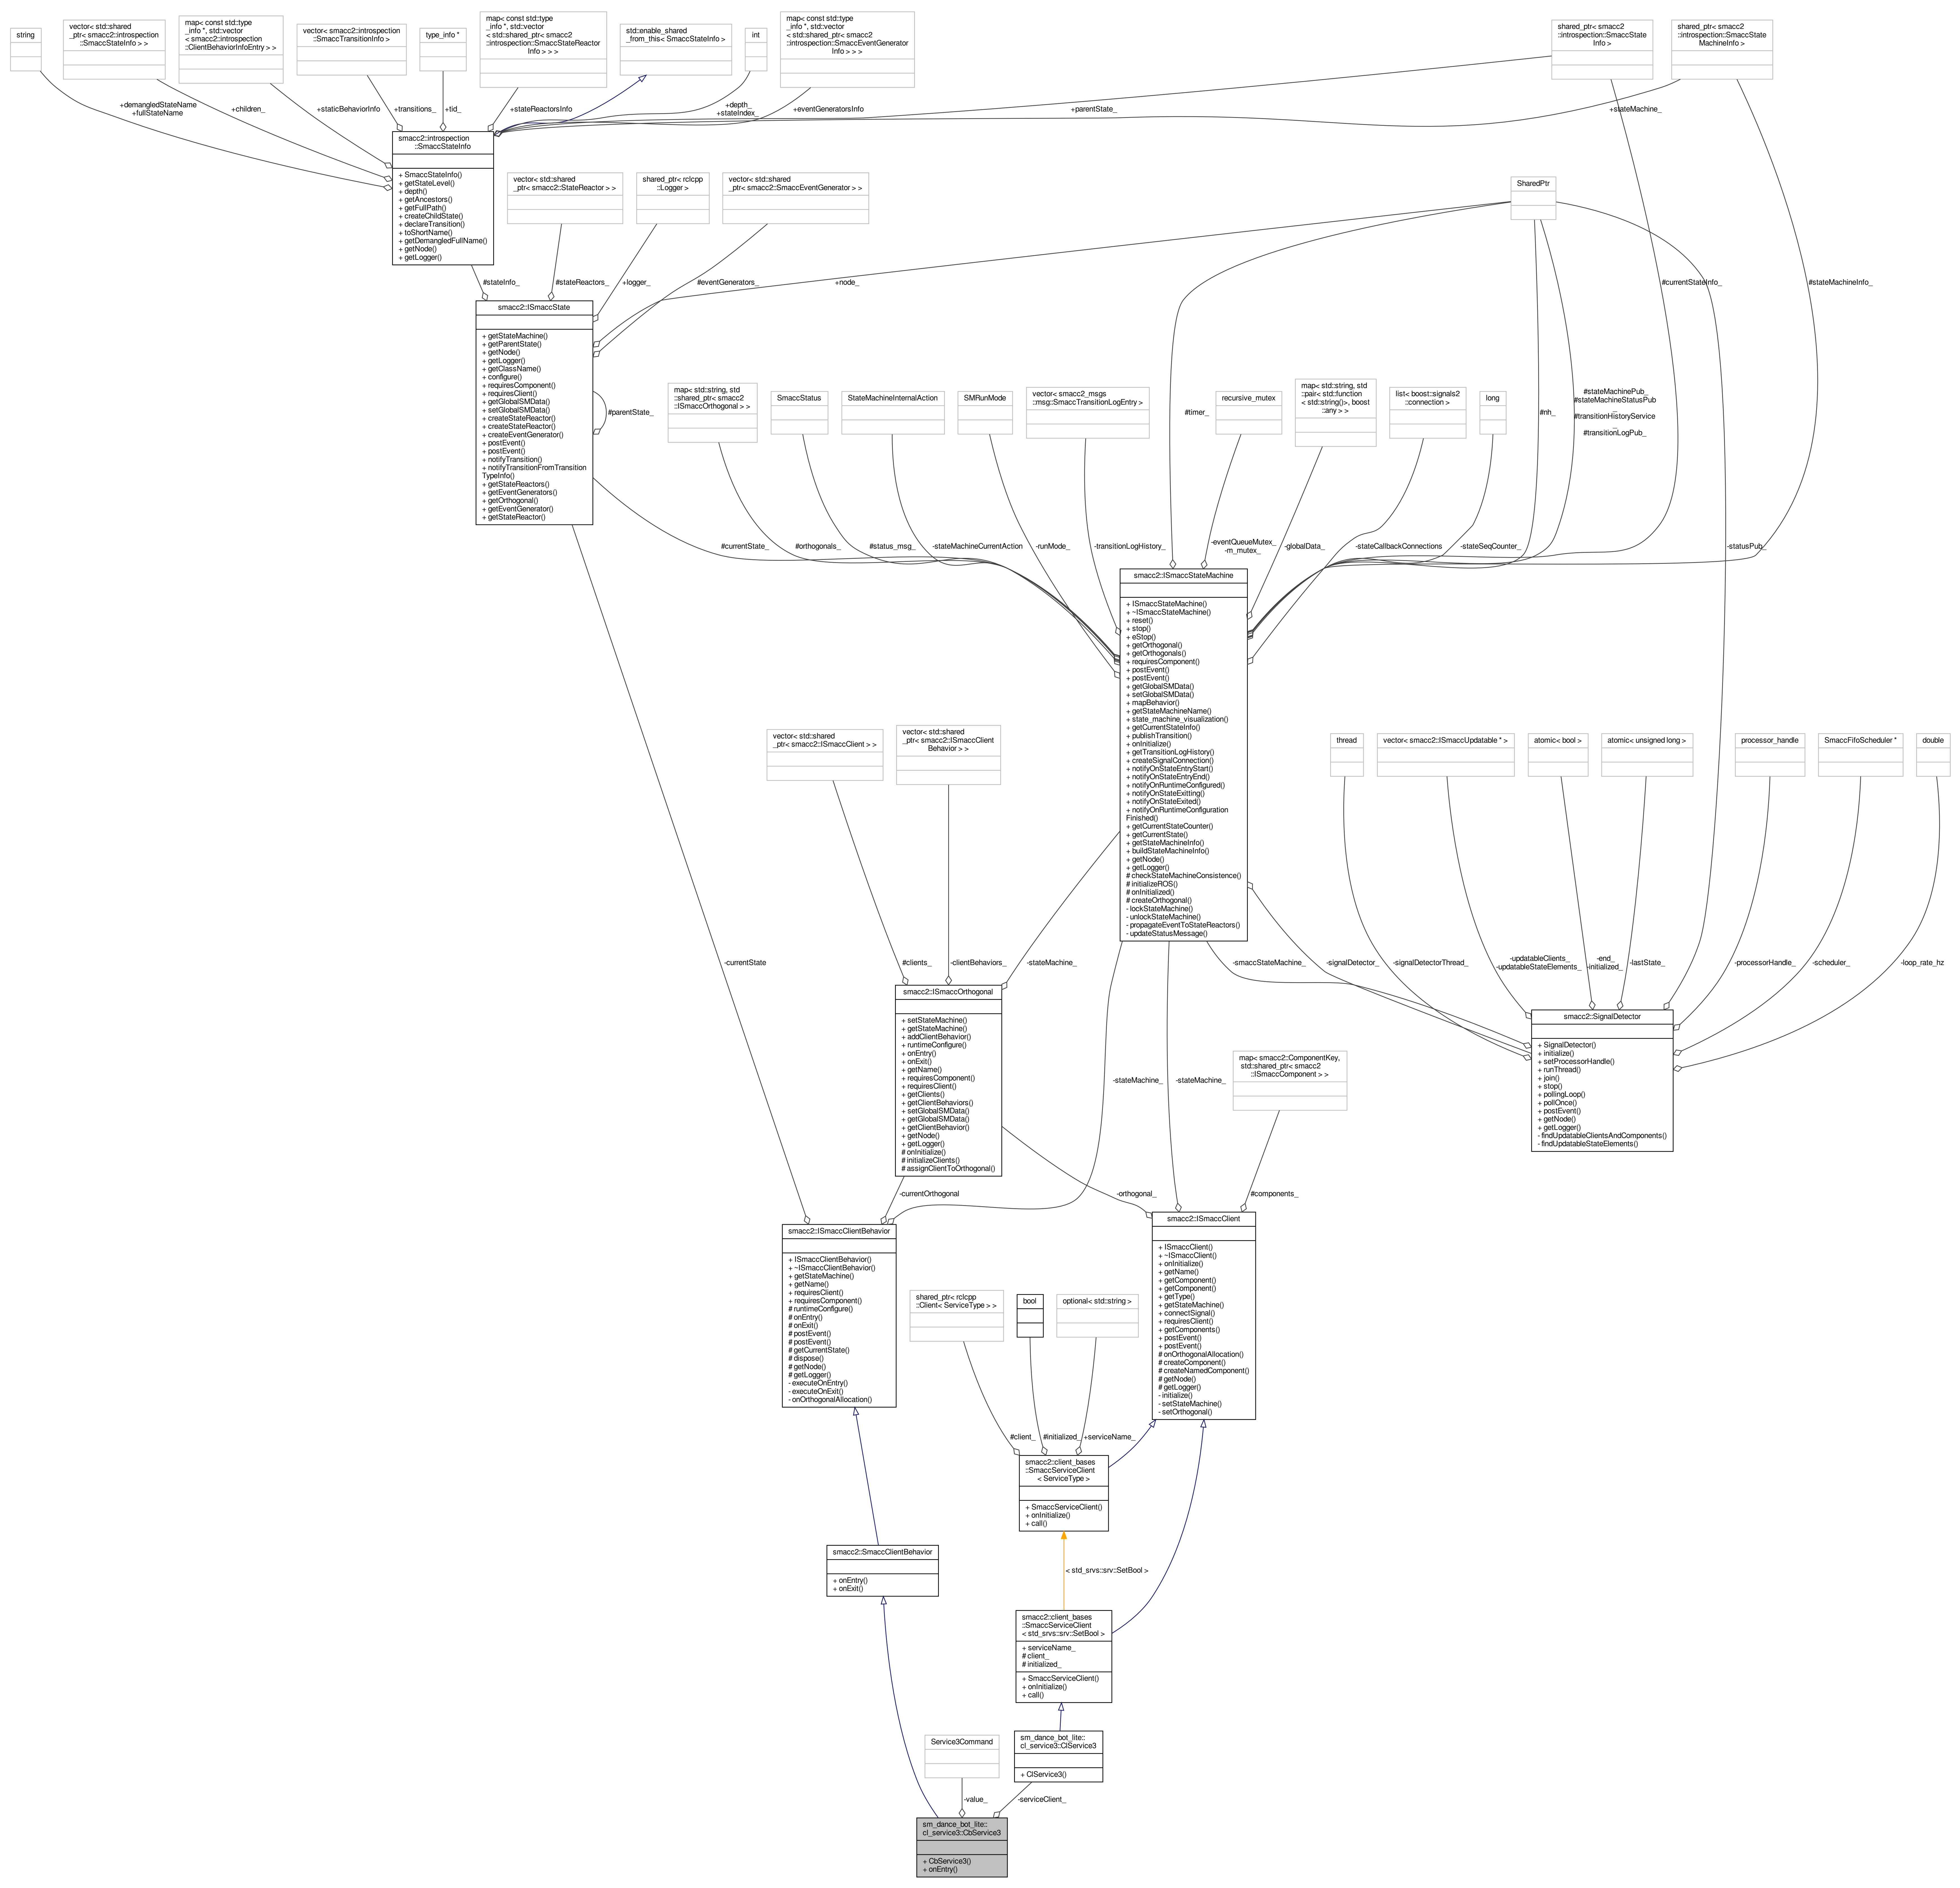 string
vector< std::shared
_ptr< smacc2::introspection
::SmaccStateInfo > >
map< const std::type
_info *, std::vector
< smacc2::introspection
::ClientBehaviorInfoEntry > >
vector< smacc2::introspection
::SmaccTransitionInfo >
type_info *
map< const std::type
_info *, std::vector
< std::shared_ptr< smacc2
::introspection::SmaccStateReactor
Info > > >
std::enable_shared
_from_this< SmaccStateInfo >
int
map< const std::type
_info *, std::vector
< std::shared_ptr< smacc2
::introspection::SmaccEventGenerator
Info > > >
shared_ptr< smacc2
::introspection::SmaccState
Info >
shared_ptr< smacc2
::introspection::SmaccState
MachineInfo >
+demangledStateName
+fullStateName
+children_
+staticBehaviorInfo
+transitions_
+tid_
+stateReactorsInfo
+depth_
+stateIndex_
+eventGeneratorsInfo
+parentState_
+stateMachine_
smacc2::introspection
::SmaccStateInfo
+ SmaccStateInfo()
+ getStateLevel()
+ depth()
+ getAncestors()
+ getFullPath()
+ createChildState()
+ declareTransition()
+ toShortName()
+ getDemangledFullName()
+ getNode()
+ getLogger()
vector< std::shared
_ptr< smacc2::StateReactor > >
shared_ptr< rclcpp
::Logger >
vector< std::shared
_ptr< smacc2::SmaccEventGenerator > >
SharedPtr
#stateInfo_
#stateReactors_
+logger_
#eventGenerators_
+node_
#currentStateInfo_
#stateMachineInfo_
smacc2::ISmaccState
+ getStateMachine()
+ getParentState()
+ getNode()
+ getLogger()
+ getClassName()
+ configure()
+ requiresComponent()
+ requiresClient()
+ getGlobalSMData()
+ setGlobalSMData()
+ createStateReactor()
+ createStateReactor()
+ createEventGenerator()
+ postEvent()
+ postEvent()
+ notifyTransition()
+ notifyTransitionFromTransition
TypeInfo()
+ getStateReactors()
+ getEventGenerators()
+ getOrthogonal()
+ getEventGenerator()
+ getStateReactor()
#parentState_
map< std::string, std
::shared_ptr< smacc2
::ISmaccOrthogonal > >
SmaccStatus
StateMachineInternalAction
SMRunMode
vector< smacc2_msgs
::msg::SmaccTransitionLogEntry >
#timer_
recursive_mutex
map< std::string, std
::pair< std::function
< std::string()>, boost
::any > >
list< boost::signals2
::connection >
long
#nh_
#stateMachinePub_
#stateMachineStatusPub
_
#transitionHistoryService
_
#transitionLogPub_
#currentState_
#orthogonals_
#status_msg_
-stateMachineCurrentAction
-runMode_
-transitionLogHistory_
-eventQueueMutex_
-m_mutex_
-globalData_
-stateCallbackConnections
-stateSeqCounter_
-statusPub_
smacc2::ISmaccStateMachine
+ ISmaccStateMachine()
+ ~ISmaccStateMachine()
+ reset()
+ stop()
+ eStop()
+ getOrthogonal()
+ getOrthogonals()
+ requiresComponent()
+ postEvent()
+ postEvent()
+ getGlobalSMData()
+ setGlobalSMData()
+ mapBehavior()
+ getStateMachineName()
+ state_machine_visualization()
+ getCurrentStateInfo()
+ publishTransition()
+ onInitialize()
+ getTransitionLogHistory()
+ createSignalConnection()
+ notifyOnStateEntryStart()
+ notifyOnStateEntryEnd()
+ notifyOnRuntimeConfigured()
+ notifyOnStateExitting()
+ notifyOnStateExited()
+ notifyOnRuntimeConfiguration
Finished()
+ getCurrentStateCounter()
+ getCurrentState()
+ getStateMachineInfo()
+ buildStateMachineInfo()
+ getNode()
+ getLogger()
# checkStateMachineConsistence()
# initializeROS()
# onInitialized()
# createOrthogonal()
- lockStateMachine()
- unlockStateMachine()
- propagateEventToStateReactors()
- updateStatusMessage()
vector< std::shared
_ptr< smacc2::ISmaccClient > >
vector< std::shared
_ptr< smacc2::ISmaccClient
Behavior > >
thread
vector< smacc2::ISmaccUpdatable * >
atomic< bool >
atomic< unsigned long >
processor_handle
SmaccFifoScheduler *
double
-currentState
#clients_
-clientBehaviors_
-stateMachine_
-smaccStateMachine_
-signalDetector_
-signalDetectorThread_
-updatableClients_
-updatableStateElements_
-end_
-initialized_
-lastState_
-processorHandle_
-scheduler_
-loop_rate_hz
smacc2::ISmaccOrthogonal
+ setStateMachine()
+ getStateMachine()
+ addClientBehavior()
+ runtimeConfigure()
+ onEntry()
+ onExit()
+ getName()
+ requiresComponent()
+ requiresClient()
+ getClients()
+ getClientBehaviors()
+ setGlobalSMData()
+ getGlobalSMData()
+ getClientBehavior()
+ getNode()
+ getLogger()
# onInitialize()
# initializeClients()
# assignClientToOrthogonal()
smacc2::SignalDetector
+ SignalDetector()
+ initialize()
+ setProcessorHandle()
+ runThread()
+ join()
+ stop()
+ pollingLoop()
+ pollOnce()
+ postEvent()
+ getNode()
+ getLogger()
- findUpdatableClientsAndComponents()
- findUpdatableStateElements()
-stateMachine_
-stateMachine_
map< smacc2::ComponentKey,
std::shared_ptr< smacc2
::ISmaccComponent > >
-currentOrthogonal
-orthogonal_
#components_
smacc2::ISmaccClientBehavior
+ ISmaccClientBehavior()
+ ~ISmaccClientBehavior()
+ getStateMachine()
+ getName()
+ requiresClient()
+ requiresComponent()
# runtimeConfigure()
# onEntry()
# onExit()
# postEvent()
# postEvent()
# getCurrentState()
# dispose()
# getNode()
# getLogger()
- executeOnEntry()
- executeOnExit()
- onOrthogonalAllocation()
smacc2::ISmaccClient
+ ISmaccClient()
+ ~ISmaccClient()
+ onInitialize()
+ getName()
+ getComponent()
+ getComponent()
+ getType()
+ getStateMachine()
+ connectSignal()
+ requiresClient()
+ getComponents()
+ postEvent()
+ postEvent()
# onOrthogonalAllocation()
# createComponent()
# createNamedComponent()
# getNode()
# getLogger()
- initialize()
- setStateMachine()
- setOrthogonal()
shared_ptr< rclcpp
::Client< ServiceType > >
bool
optional< std::string >
#client_
#initialized_
+serviceName_
smacc2::client_bases
::SmaccServiceClient
< ServiceType >
+ SmaccServiceClient()
+ onInitialize()
+ call()
smacc2::SmaccClientBehavior
+ onEntry()
+ onExit()
< std_srvs::srv::SetBool >
smacc2::client_bases
::SmaccServiceClient
< std_srvs::srv::SetBool >
+ serviceName_
# client_
# initialized_
+ SmaccServiceClient()
+ onInitialize()
+ call()
Service3Command
sm_dance_bot_lite::
cl_service3::ClService3
+ ClService3()
-value_
-serviceClient_
sm_dance_bot_lite::
cl_service3::CbService3
+ CbService3()
+ onEntry()